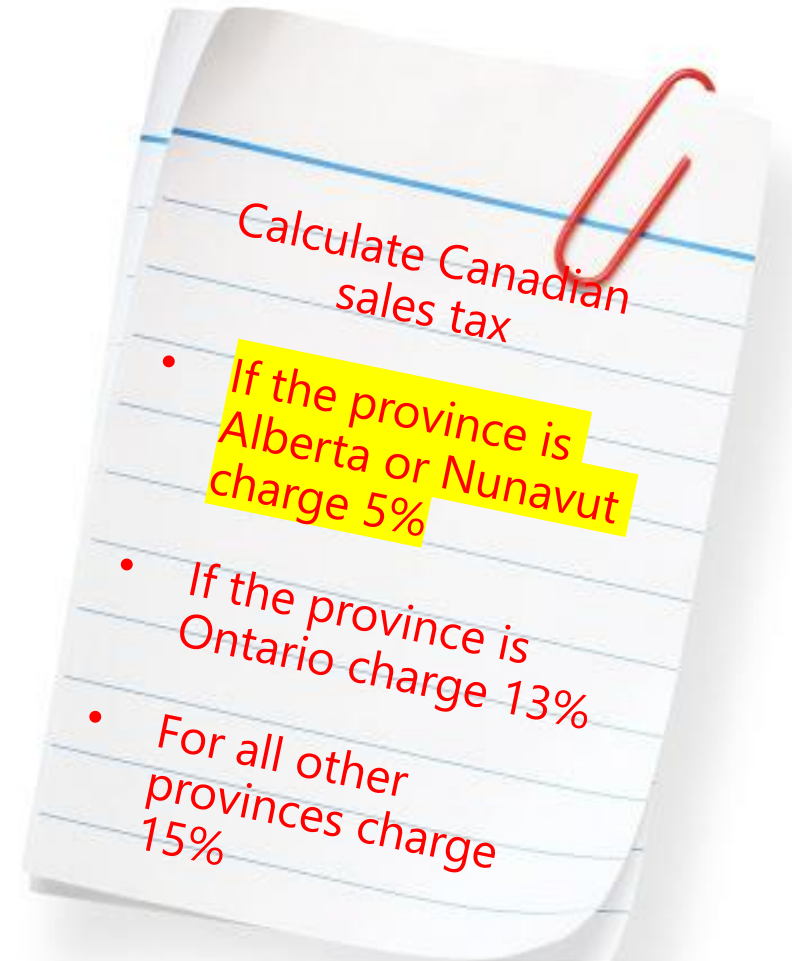 Calculate Canadian
sales tax
• If the province is
Alberta or Nunavut
charge 5%
• If the province is
Ontario charge 13%
• For all other
provinces charge
15%